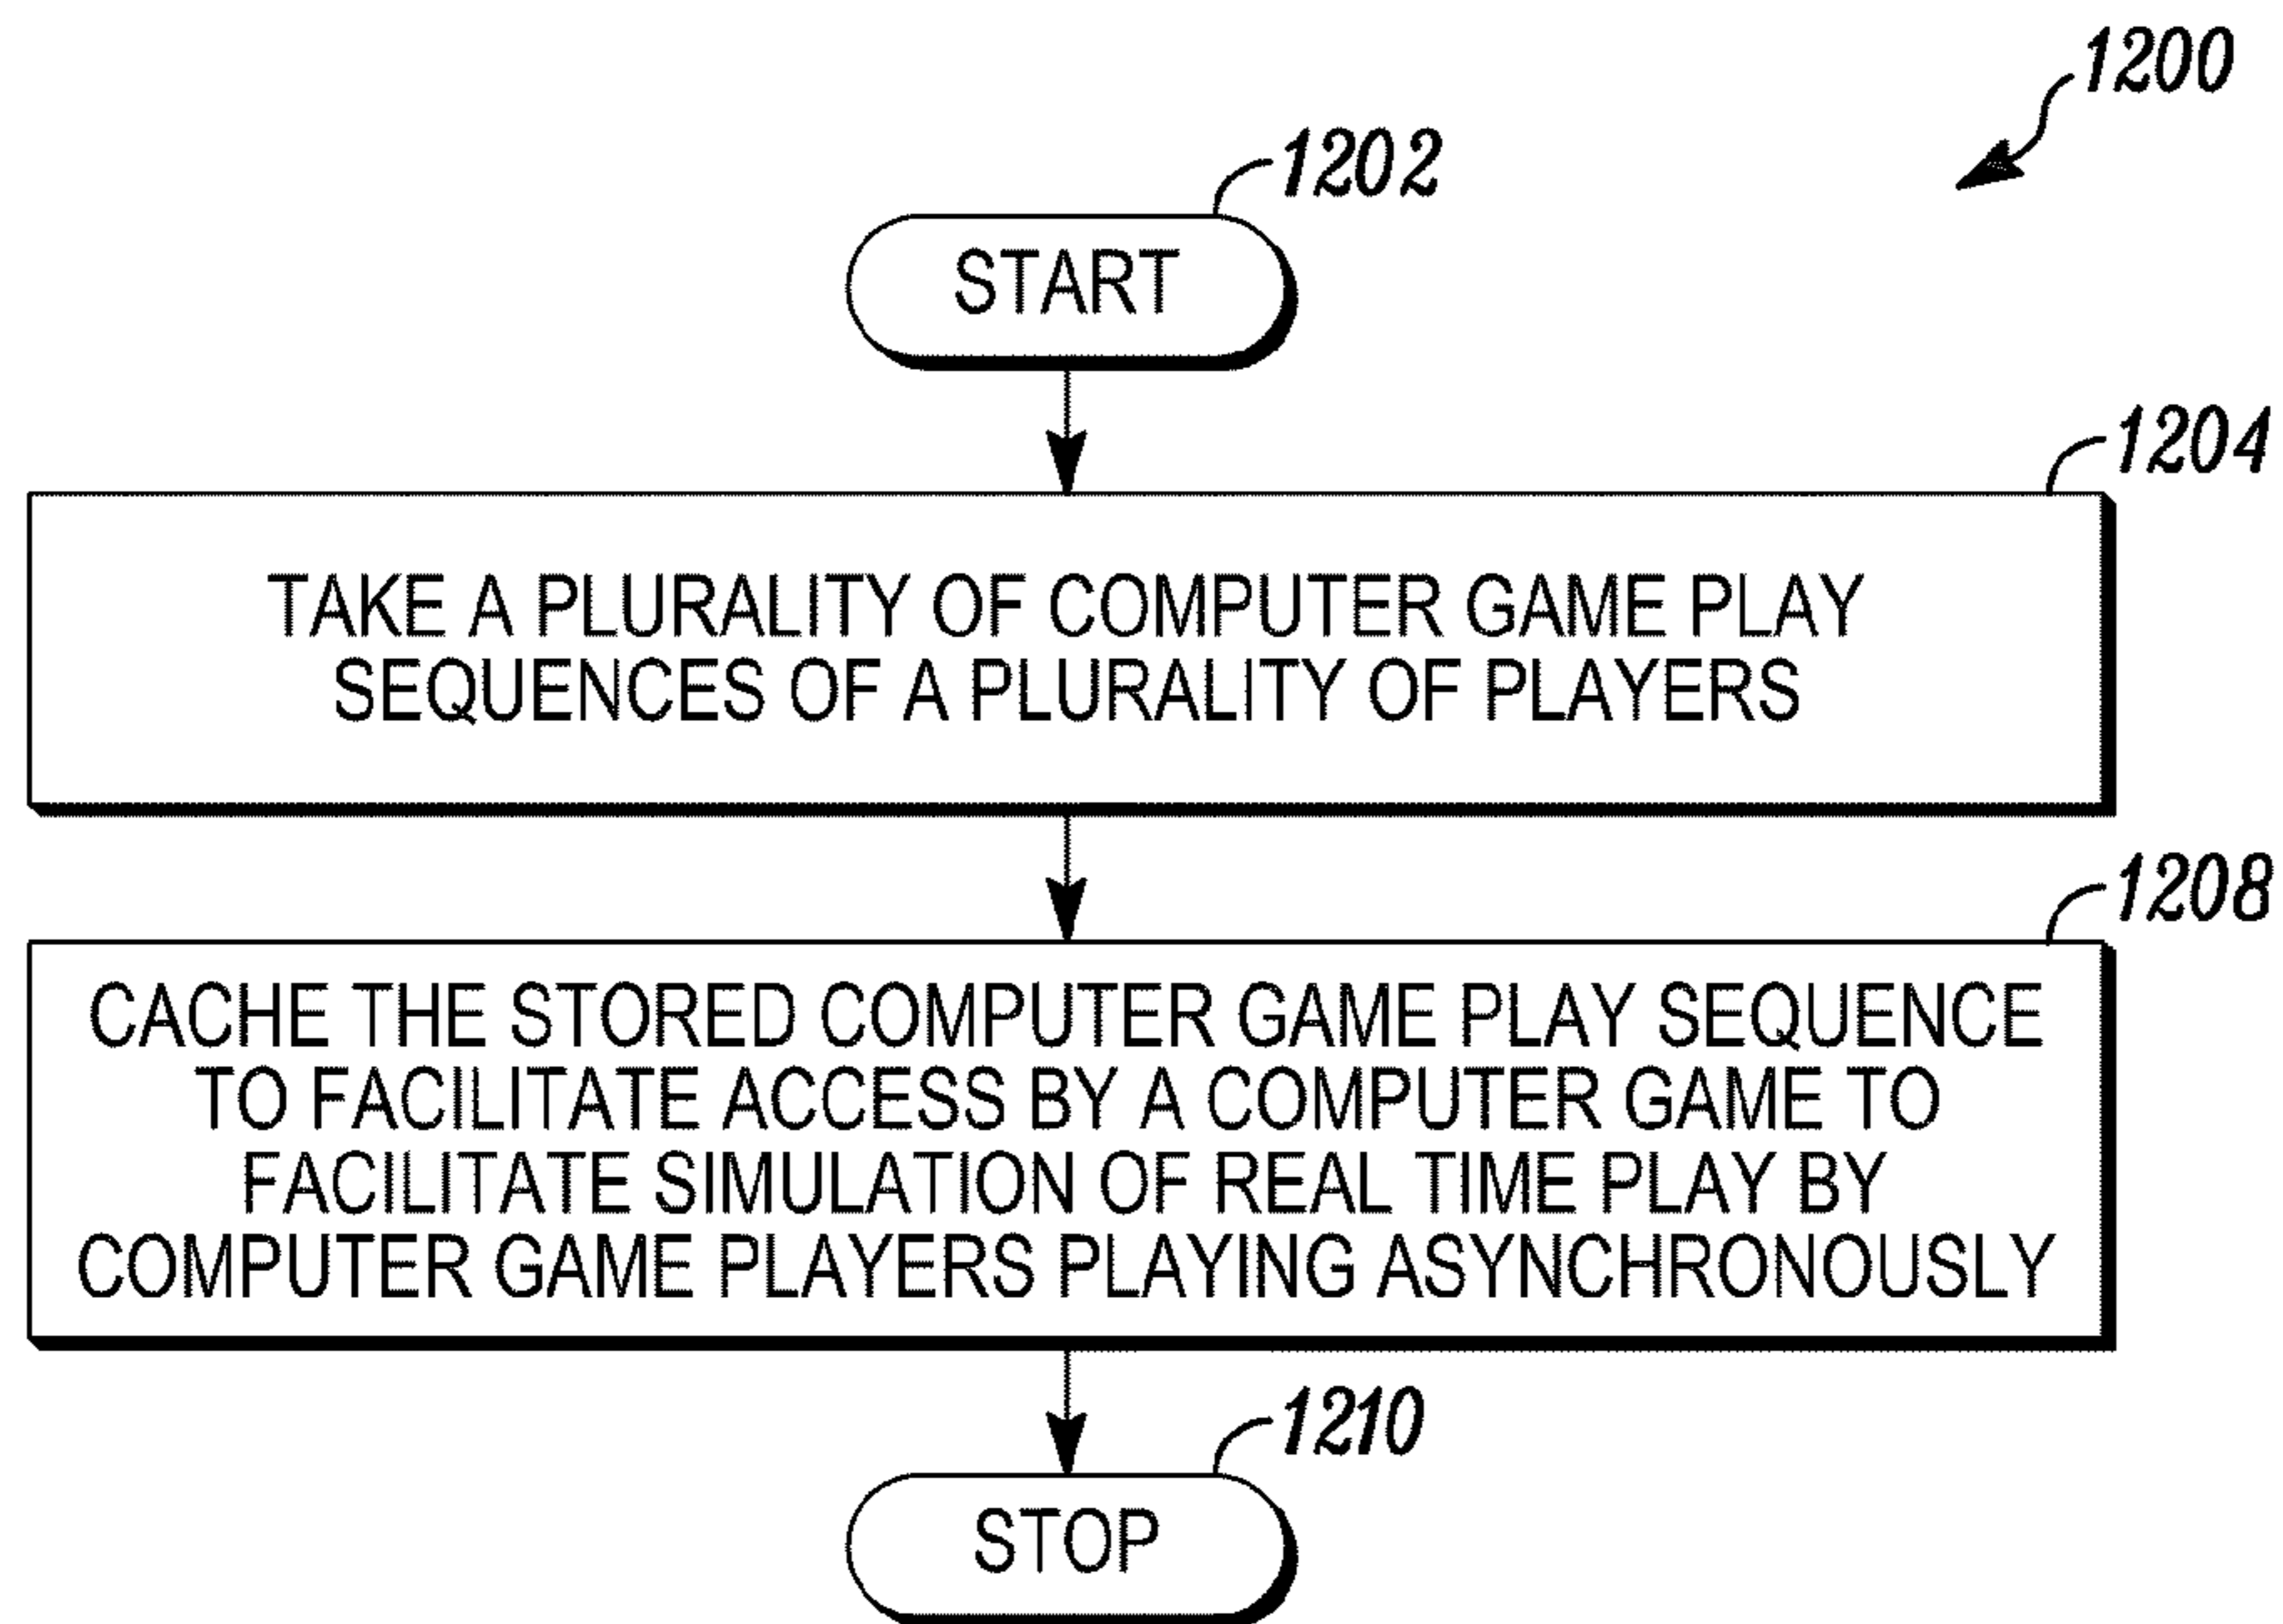 1200
1202
START
1204
TAKE A PLURALITY OF COMPUTER GAME PLAY
SEQUENCES OF A PLURALITY OF PLAYERS
1208
CACHE THE STORED COMPUTER GAME PLAY SEQUENCE
TO FACILITATE ACCESS BY A COMPUTER GAME TO
FACILITATE SIMULATION OF REAL TIME PLAY BY
COMPUTER GAME PLAYERS PLAYING ASYNCHRONOUSLY
1210
STOP